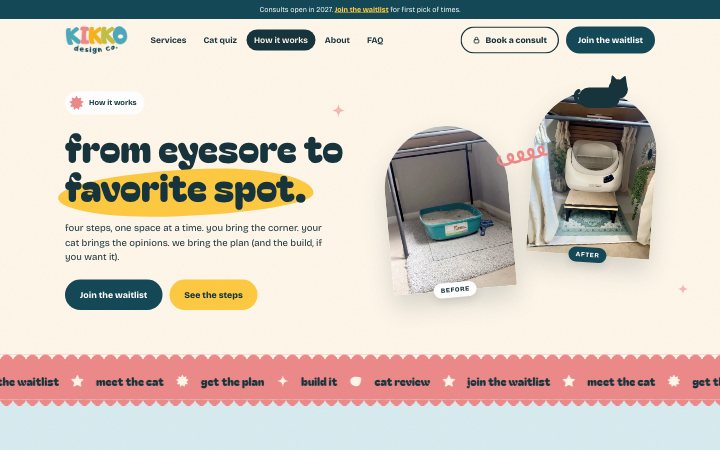 Consults open in 2027. Join the waitlist for first pick of times.
KIKKO
design co.
Services
Cat quiz
How it works
About
FAQ
Book a consult
Join the waitlist
How it works
from eyesore to
favorite spot.
four steps, one space at a time. you bring the corner. your
cat brings the opinions. we bring the plan (and the build, if
you want it).
Join the waitlist
See the steps
BEFORE
AFTER
the waitlist meet the cat get the plan build it cat review join the waitlist meet the cat get t